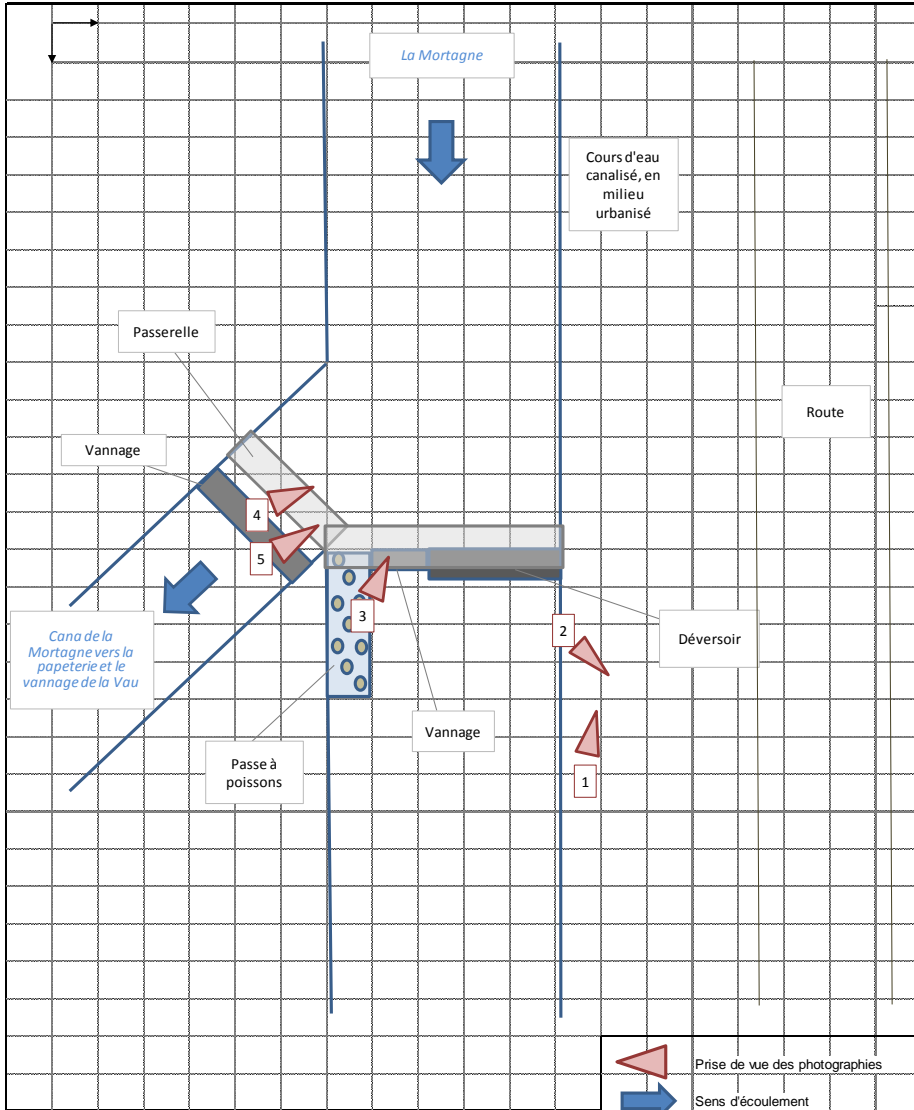 La Mortagne
Cours d'eau
canalisé, en
milieu
urbanisé
Passerelle
Route
Vannage
4
5
3
2
Déversoir
Cana de la
Mortagne vers la
papeterie et le
vannage de la Vau
Vannage
Passe à
poissons
1
Prise de vue des photographies
Sens d'écoulement